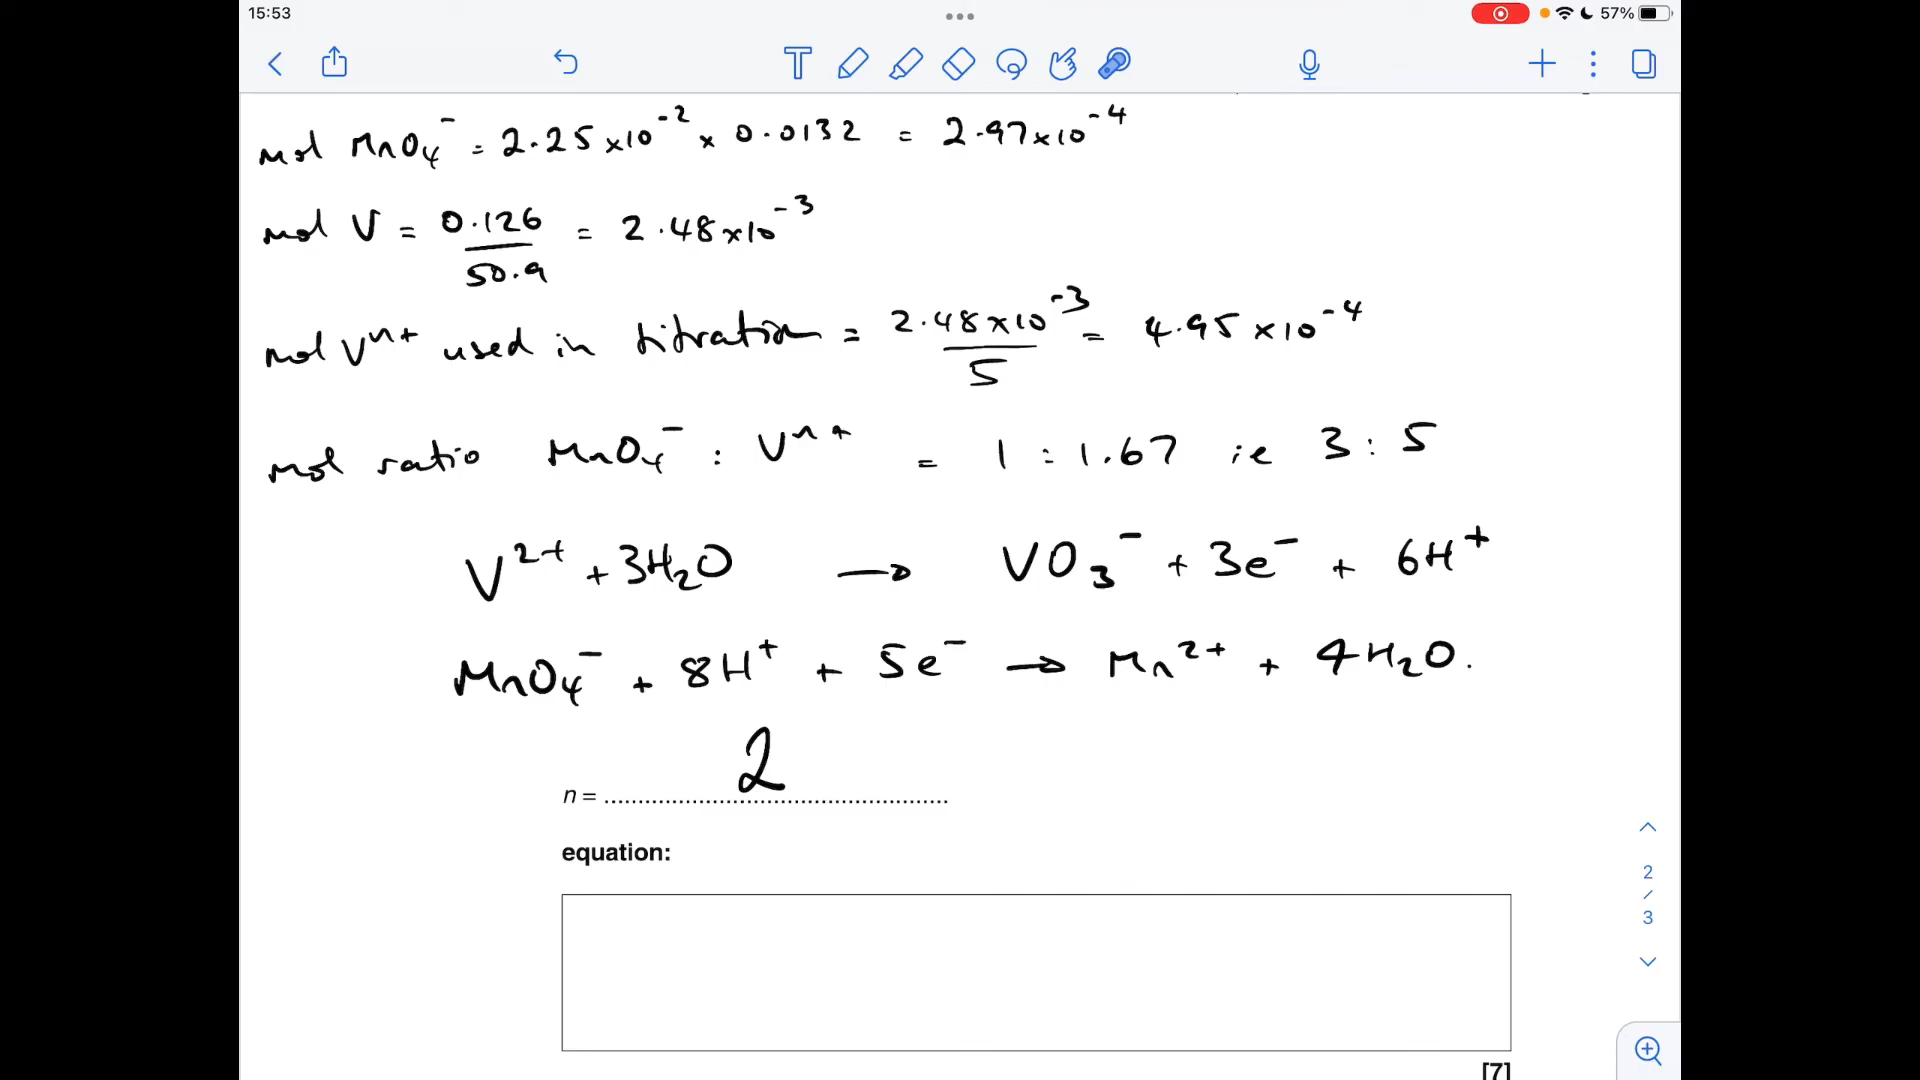 15:53
57%
T
mol MnO₄⁻ = 2.25 ×10⁻² × 0.0132 = 2.97×10⁻⁴
mol V = 0.126/50.9 = 2.48×10⁻³
mol Vⁿ⁺ used in titration = 2.48×10⁻³/5 = 4.95 ×10⁻⁴
mol ratio MnO₄⁻ : Vⁿ⁺ = 1 : 1.67 ie 3 : 5
V²⁺ + 3H₂O → VO₃⁻ + 3e⁻ + 6H⁺
MnO₄⁻ + 8H⁺ + 5e⁻ → Mn²⁺ + 4H₂O.
n = 2
equation:
2
/
3
[7]